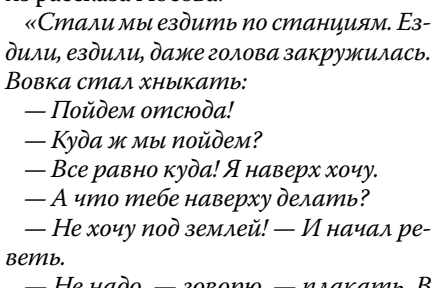 «Стали мы ездить по станциям. Ез-
дили, ездили, даже голова закружилась.
Вовка стал хныкать:
— Пойдем отсюда!
— Куда ж мы пойдем?
— Все равно куда! Я наверх хочу.
— А что тебе наверху делать?
— Не хочу под землей! — И начал ре-
веть.
— Не надо, — говорю, — плакать. В